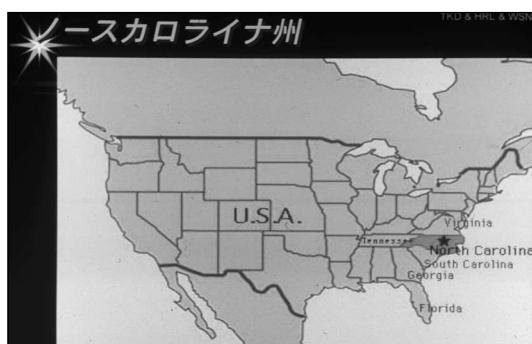 TKD & HRL & WSN
ノースカロライナ州
U.S.A.
Virginia
Tennessee
North Carolina
South Carolina
Georgia
Florida